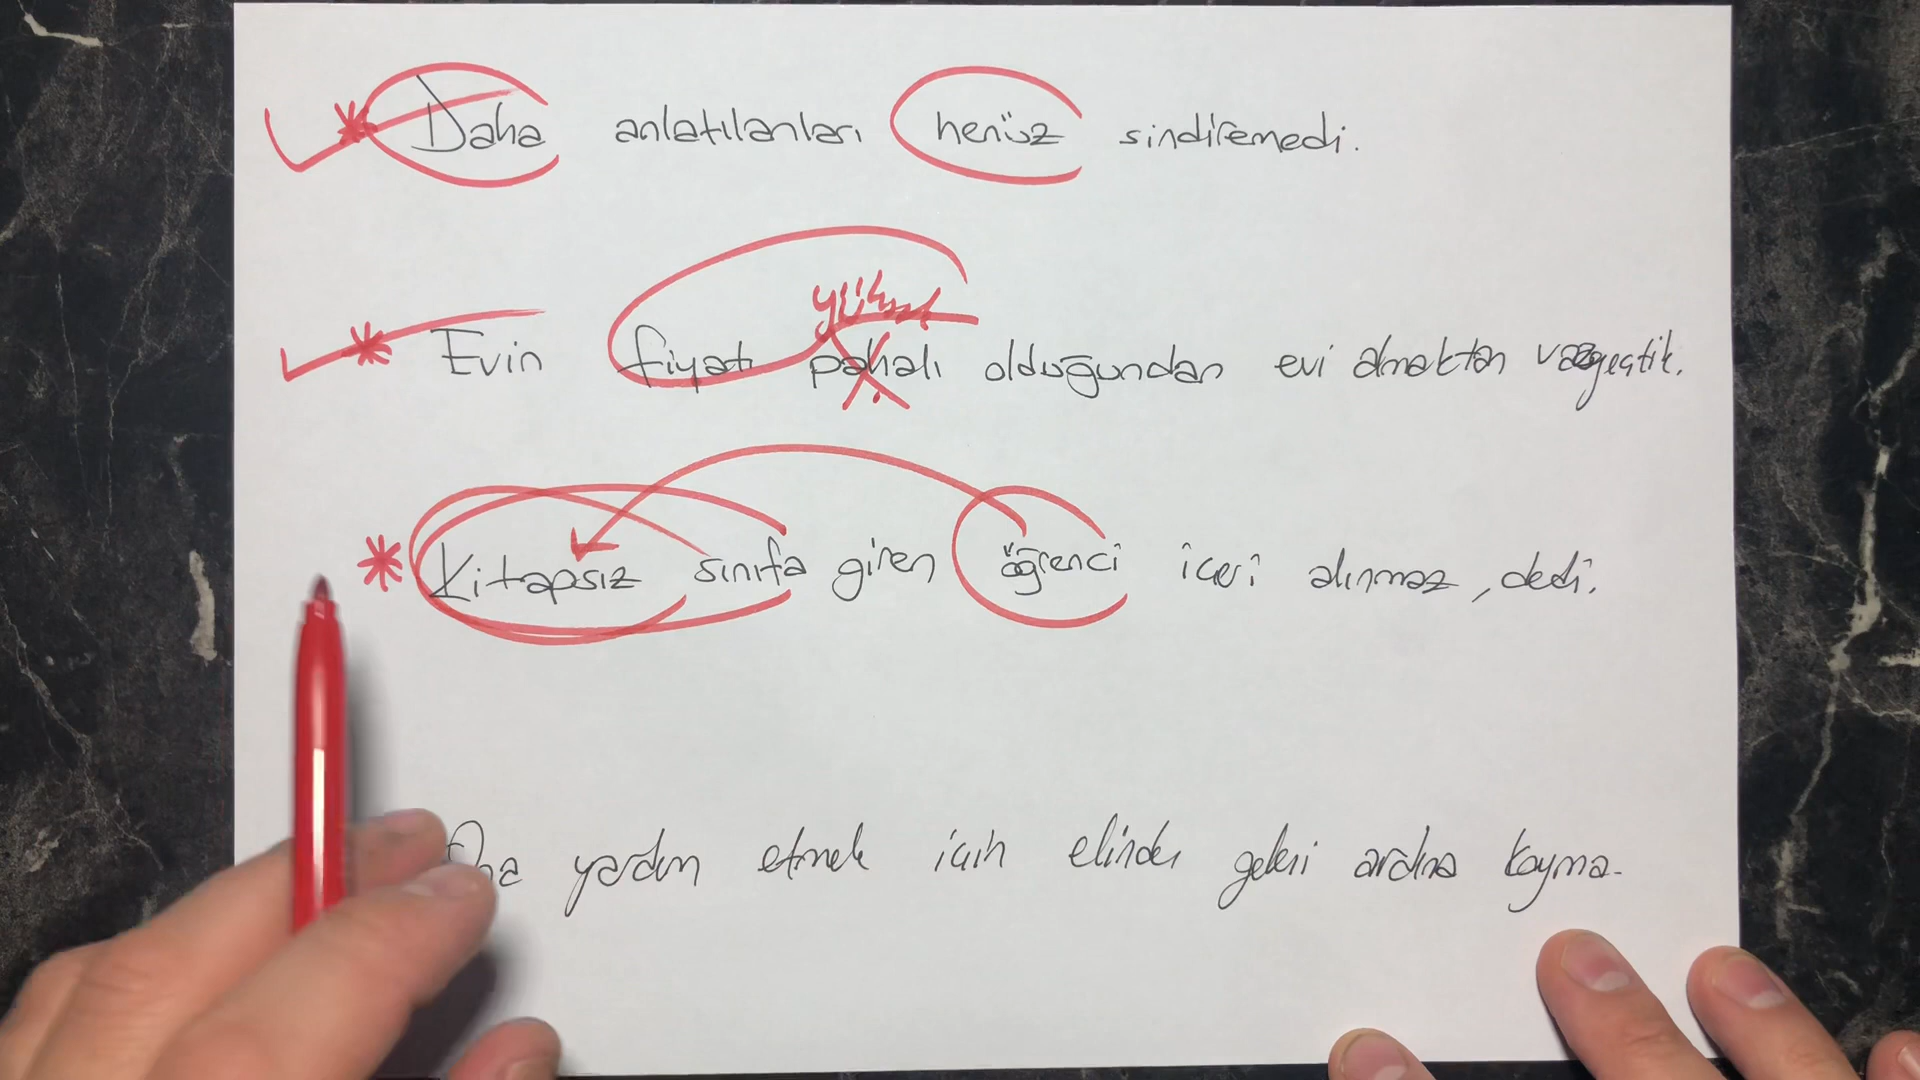 * Daha anlatılanları henüz sindiremedi.
yüksek
* Evin fiyatı pahalı olduğundan evi almaktan vazgeçtik.
* Kitapsız sınıfa giren öğrenci içeri alınmaz, dedi.
yardım etmek için elinden geleni ardına koyma.